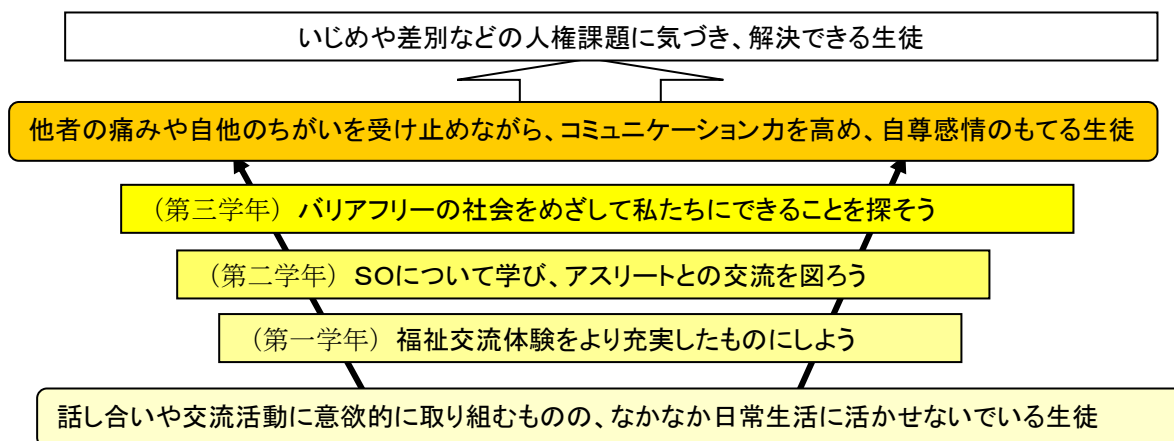 いじめや差別などの人権課題に気づき、解決できる生徒
他者の痛みや自他のちがいを受け止めながら、コミュニケーション力を高め、自尊感情のもてる生徒
（第三学年）バリアフリーの社会をめざして私たちにできることを探そう
（第二学年）SOについて学び、アスリートとの交流を図ろう
（第一学年）福祉交流体験をより充実したものにしよう
話し合いや交流活動に意欲的に取り組むものの、なかなか日常生活に活かせないでいる生徒